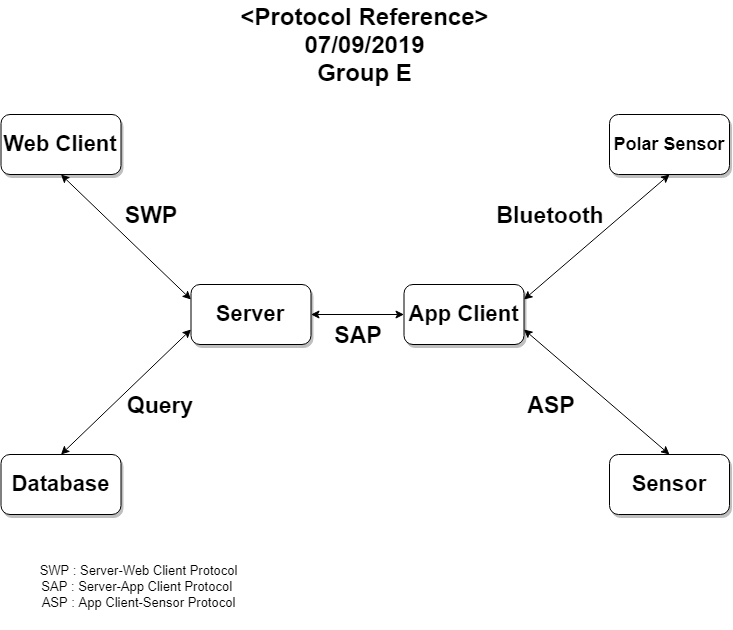 <Protocol Reference>
07/09/2019
Group E
Web Client
Polar Sensor
SWP
Bluetooth
Server
App Client
SAP
Query
ASP
Database
Sensor
SWP : Server-Web Client Protocol
SAP : Server-App Client Protocol
ASP : App Client-Sensor Protocol